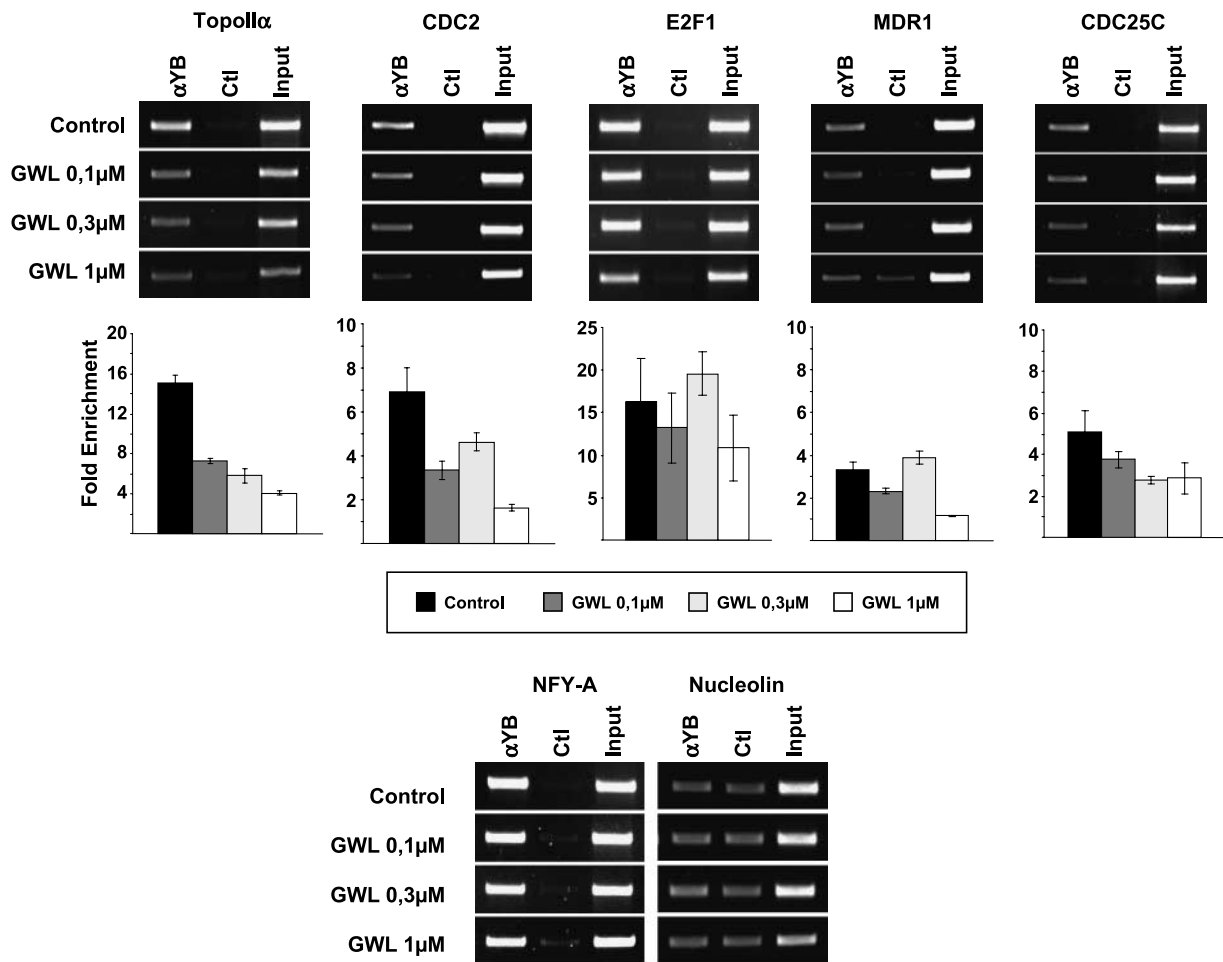 TopoIIα CDC2 E2F1 MDR1 CDC25C
αYB Ctl Input αYB Ctl Input αYB Ctl Input αYB Ctl Input αYB Ctl Input
Control
GWL 0,1µM
GWL 0,3µM
GWL 1µM
Fold Enrichment
20
16
12
8
4
10
8
6
4
2
25
20
15
10
5
10
8
6
4
2
10
8
6
4
2
Control GWL 0,1µM GWL 0,3µM GWL 1µM
NFY-A Nucleolin
αYB Ctl Input αYB Ctl Input
Control
GWL 0,1µM
GWL 0,3µM
GWL 1µM